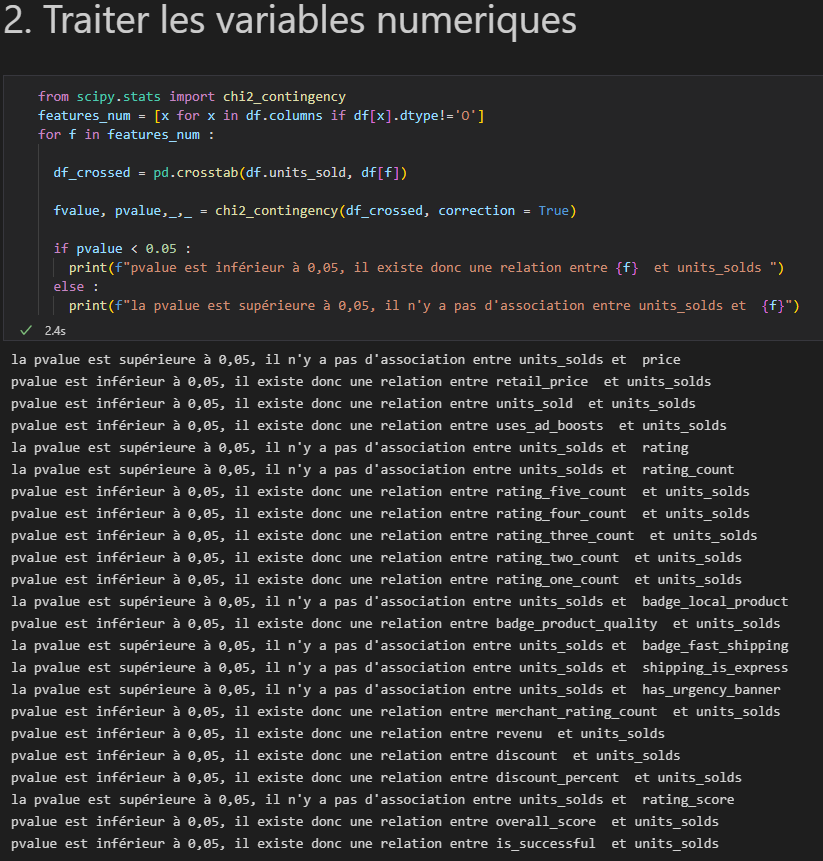 2. Traiter les variables numeriques
from scipy.stats import chi2_contingency
features_num = [x for x in df.columns if df[x].dtype!='O']
for f in features_num :
df_crossed = pd.crosstab(df.units_sold, df[f])
fvalue, pvalue,_,_ = chi2_contingency(df_crossed, correction = True)
if pvalue < 0.05 :
print(f"pvalue est inférieur à 0,05, il existe donc une relation entre {f}  et units_solds ")
else :
print(f"la pvalue est supérieure à 0,05, il n'y a pas d'association entre units_solds et  {f}")
2.4s
la pvalue est supérieure à 0,05, il n'y a pas d'association entre units_solds et  price
pvalue est inférieur à 0,05, il existe donc une relation entre retail_price  et units_solds
pvalue est inférieur à 0,05, il existe donc une relation entre units_sold  et units_solds
pvalue est inférieur à 0,05, il existe donc une relation entre uses_ad_boosts  et units_solds
la pvalue est supérieure à 0,05, il n'y a pas d'association entre units_solds et  rating
la pvalue est supérieure à 0,05, il n'y a pas d'association entre units_solds et  rating_count
pvalue est inférieur à 0,05, il existe donc une relation entre rating_five_count  et units_solds
pvalue est inférieur à 0,05, il existe donc une relation entre rating_four_count  et units_solds
pvalue est inférieur à 0,05, il existe donc une relation entre rating_three_count  et units_solds
pvalue est inférieur à 0,05, il existe donc une relation entre rating_two_count  et units_solds
pvalue est inférieur à 0,05, il existe donc une relation entre rating_one_count  et units_solds
la pvalue est supérieure à 0,05, il n'y a pas d'association entre units_solds et  badge_local_product
pvalue est inférieur à 0,05, il existe donc une relation entre badge_product_quality  et units_solds
la pvalue est supérieure à 0,05, il n'y a pas d'association entre units_solds et  badge_fast_shipping
la pvalue est supérieure à 0,05, il n'y a pas d'association entre units_solds et  shipping_is_express
la pvalue est supérieure à 0,05, il n'y a pas d'association entre units_solds et  has_urgency_banner
pvalue est inférieur à 0,05, il existe donc une relation entre merchant_rating_count  et units_solds
pvalue est inférieur à 0,05, il existe donc une relation entre revenu  et units_solds
pvalue est inférieur à 0,05, il existe donc une relation entre discount  et units_solds
pvalue est inférieur à 0,05, il existe donc une relation entre discount_percent  et units_solds
la pvalue est supérieure à 0,05, il n'y a pas d'association entre units_solds et  rating_score
pvalue est inférieur à 0,05, il existe donc une relation entre overall_score  et units_solds
pvalue est inférieur à 0,05, il existe donc une relation entre is_successful  et units_solds